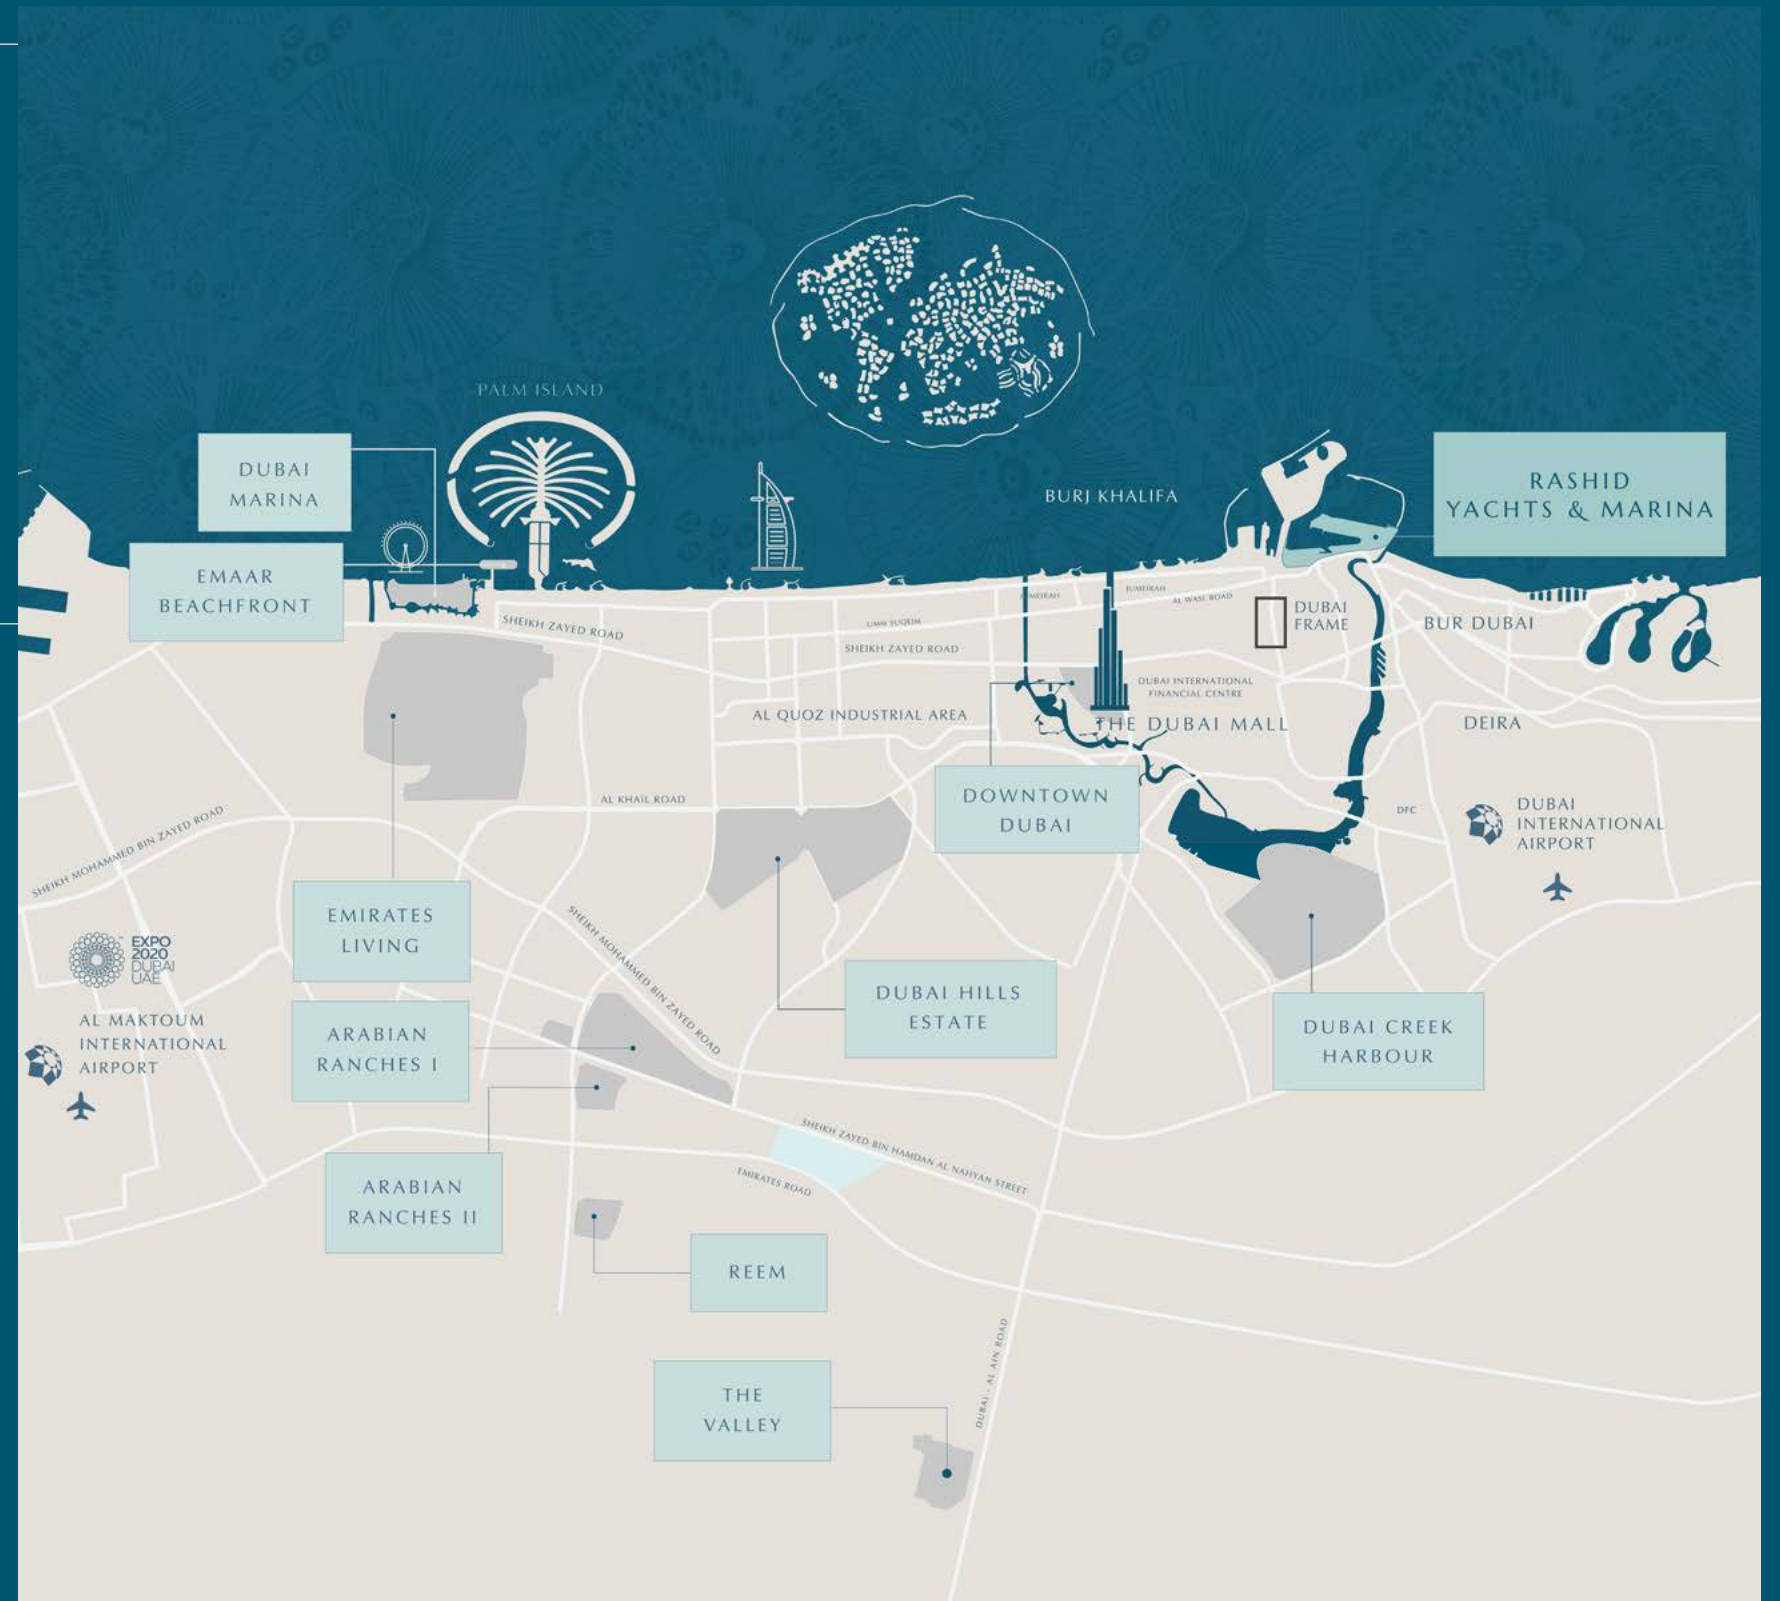 PALM ISLAND
DUBAI
MARINA
EMAAR
BEACHFRONT
BURJ KHALIFA
RASHID
YACHTS & MARINA
SHEIKH ZAYED ROAD
UMM SUQEIM
SHEIKH ZAYED ROAD
JUMEIRAH
JUMEIRAH
AL WASL ROAD
DUBAI
FRAME
BUR DUBAI
DUBAI INTERNATIONAL
FINANCIAL CENTRE
AL QUOZ INDUSTRIAL AREA
THE DUBAI MALL
DEIRA
AL KHAIL ROAD
DOWNTOWN
DUBAI
DFC
DUBAI
INTERNATIONAL
AIRPORT
SHEIKH MOHAMMED BIN ZAYED ROAD
EMIRATES
LIVING
SHEIKH MOHAMMED BIN ZAYED ROAD
EXPO
2020
DUBAI
UAE
DUBAI HILLS
ESTATE
AL MAKTOUM
INTERNATIONAL
AIRPORT
ARABIAN
RANCHES I
DUBAI CREEK
HARBOUR
SHEIKH ZAYED BIN HAMDAN AL NAHYAN STREET
EMIRATES ROAD
ARABIAN
RANCHES II
REEM
DUBAI - AL AIN ROAD
THE
VALLEY